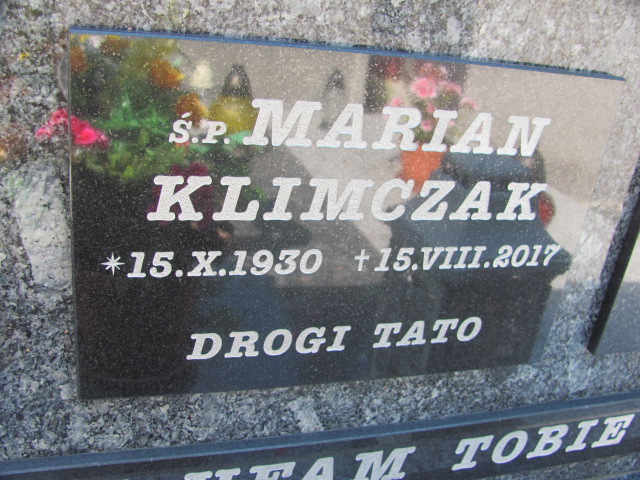 Ś.P. MARIAN
KLIMCZAK
*15.X.1930 †15.VIII.2017
DROGI TATO
TOBIE